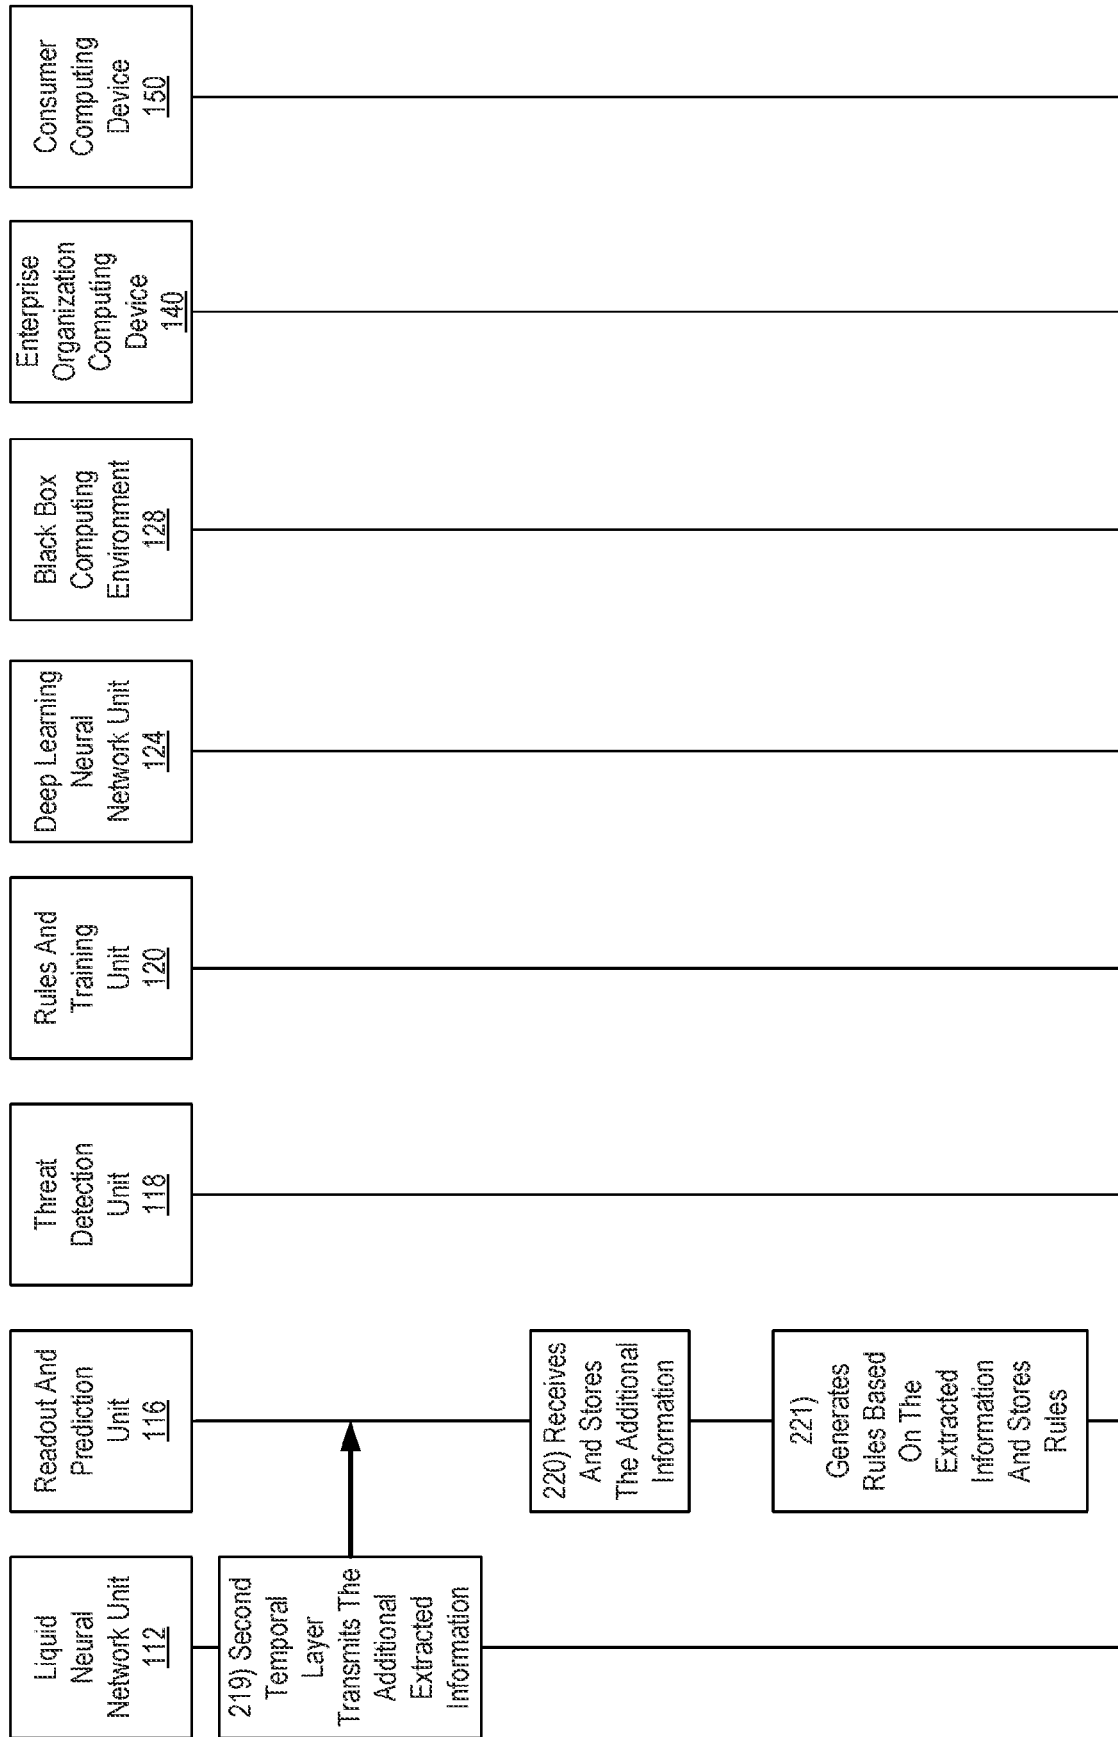 Liquid
Neural
Network Unit
112
Readout And
Prediction
Unit
116
Threat
Detection
Unit
118
Rules And
Training
Unit
120
Deep Learning
Neural
Network Unit
124
Black Box
Computing
Environment
128
Enterprise
Organization
Computing
Device
140
Consumer
Computing
Device
150
219) Second
Temporal
Layer
Transmits The
Additional
Extracted
Information
220) Receives
And Stores
The Additional
Information
221)
Generates
Rules Based
On The
Extracted
Information
And Stores
Rules